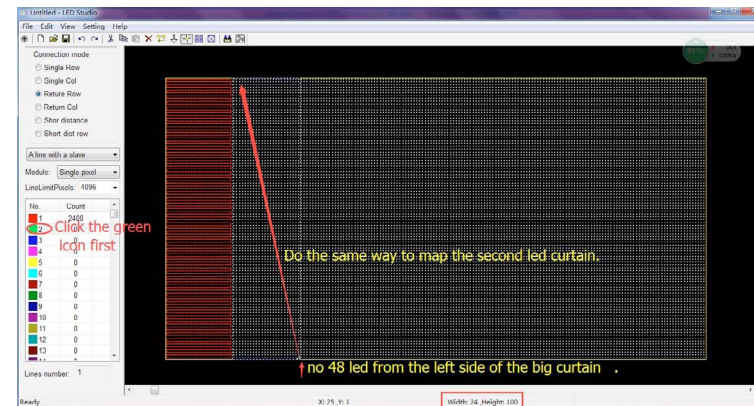 Untitled - LED Studio
File Edit View Setting Help
Connection mode
Single Row
Single Col
Reture Row
Return Col
Shor distance
Short dist row
A line with a slave
Module: Single pixel
LineLimitPixels: 4096
No. Count
1 2400
2 0
3 0
4 0
5 0
6 0
7 0
8 0
9 0
10 0
11 0
12 0
13 0
Click the green
icon first
Lines number: 1
Do the same way to map the second led curtain.
no 48 led from the left side of the big curtain .
Ready X: 25 ,Y: 1 Width: 24 ,Height: 100